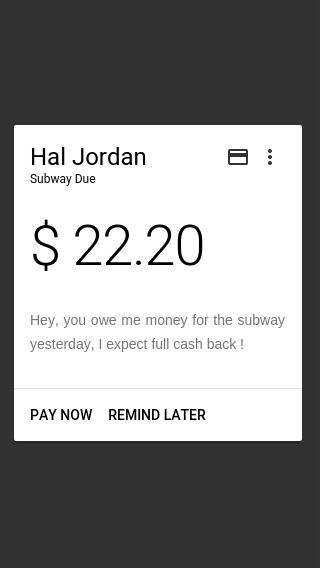 Hal Jordan
Subway Due
$ 22.20
Hey, you owe me money for the subway
yesterday, I expect full cash back !
PAY NOW REMIND LATER